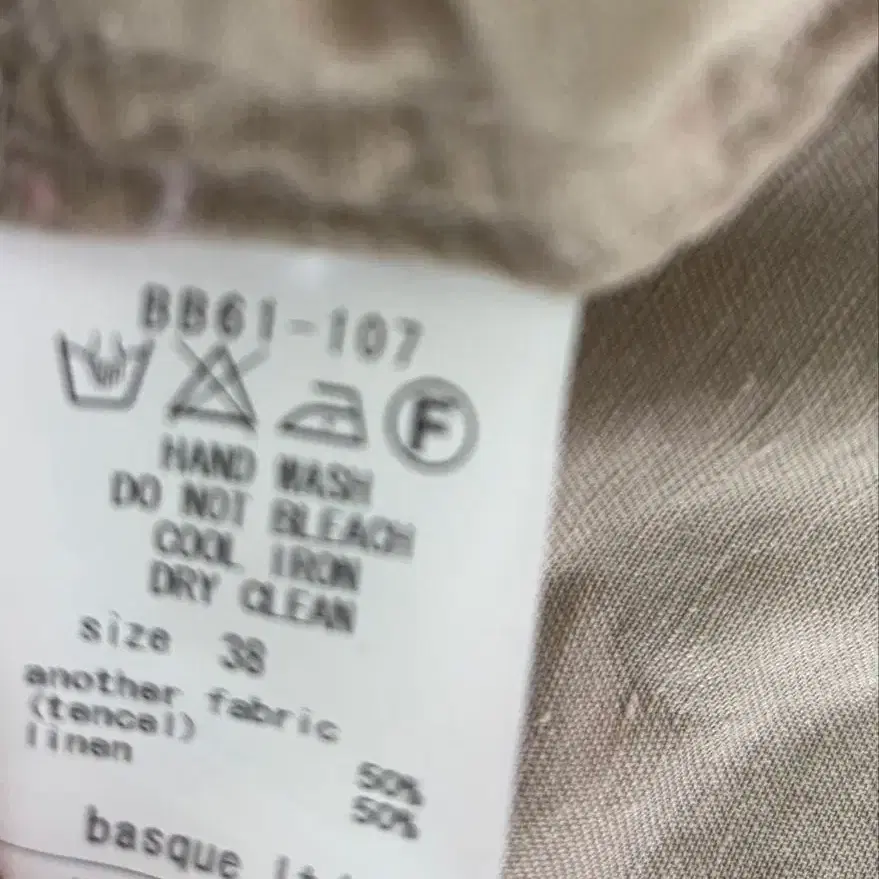 BB61-107
F
HAND WASH
DO NOT BLEACH
COOL IRON
DRY CLEAN
size 38
another fabric
(tencel) 50%
linen 50%
basque